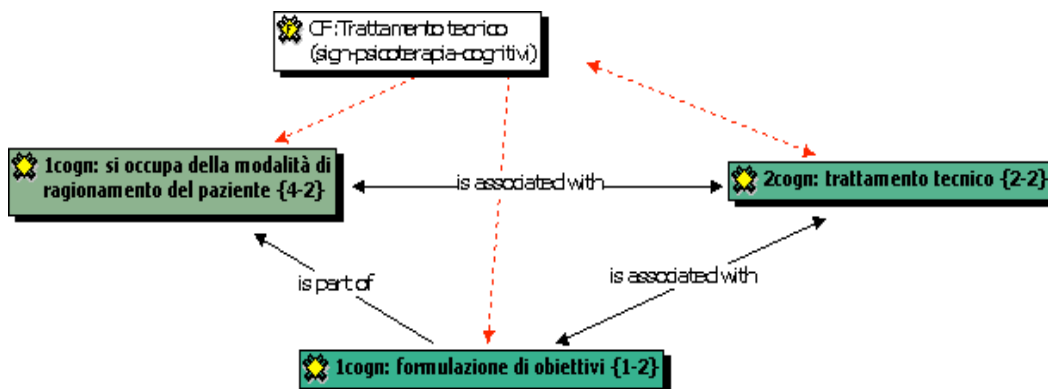 CF:Trattamento tecnico
(sign-psicoterapia-cognitivi)
1cogn: si occupa della modalità di
ragionamento del paziente -{4-2}
is associated with
2cogn: trattamento tecnico -{2-2}-
is part of
is associated with
1cogn: formulazione di obiettivi -{1-2}